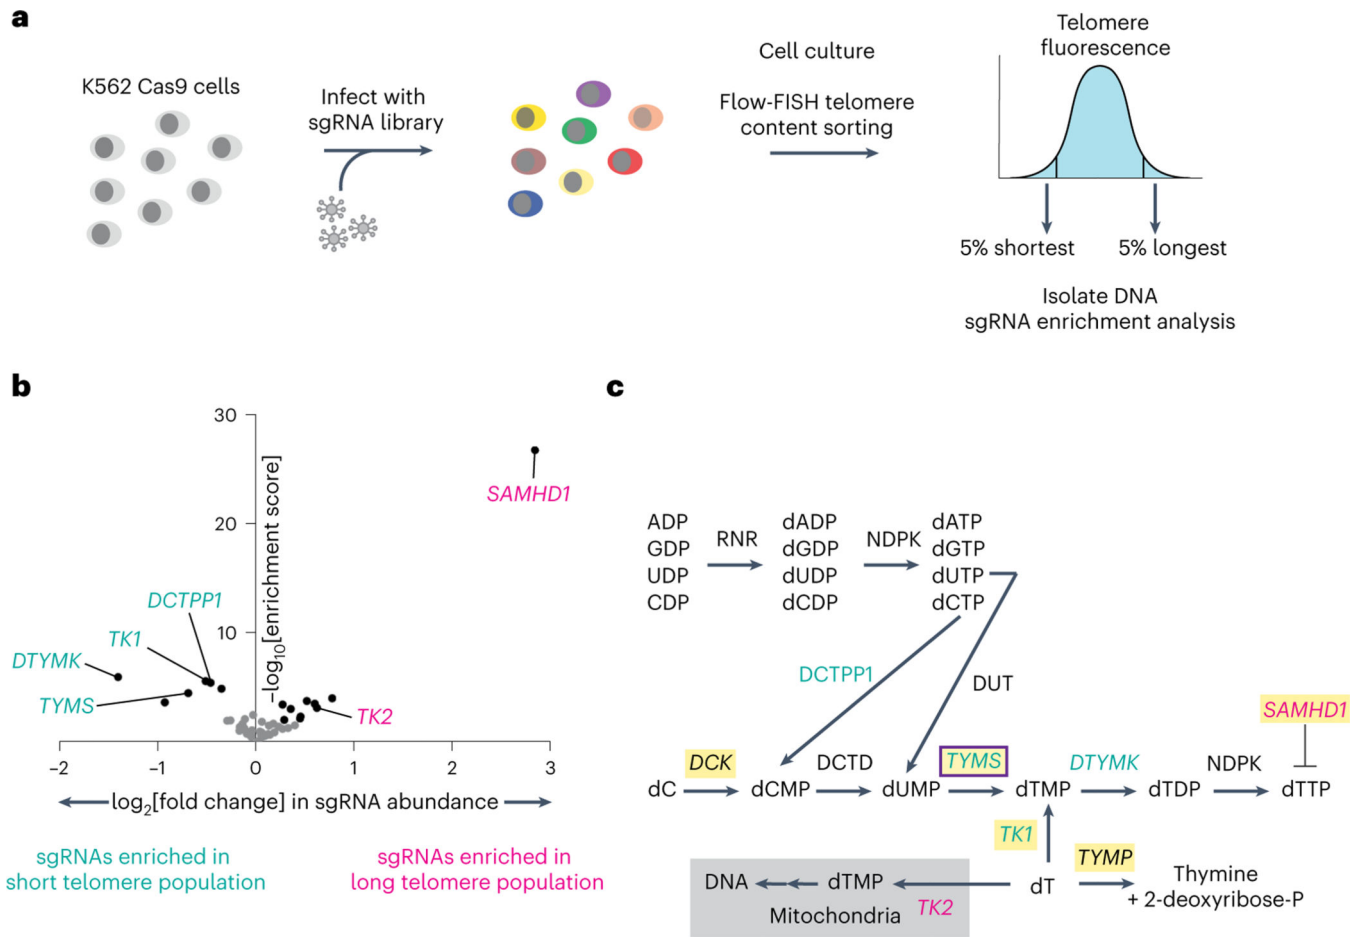 a
K562 Cas9 cells
Infect with
sgRNA library
Cell culture
Flow-FISH telomere
content sorting
Telomere
fluorescence
5% shortest
5% longest
Isolate DNA
sgRNA enrichment analysis
b
30
20
10
−log10[enrichment score]
SAMHD1
DCTPP1
TK1
DTYMK
TYMS
TK2
−2
−1
0
1
2
3
log2[fold change] in sgRNA abundance
sgRNAs enriched in
short telomere population
sgRNAs enriched in
long telomere population
c
ADP
GDP
UDP
CDP
RNR
dADP
dGDP
dUDP
dCDP
NDPK
dATP
dGTP
dUTP
dCTP
DCTPP1
DUT
SAMHD1
dC
DCK
dCMP
DCTD
dUMP
TYMS
dTMP
DTYMK
dTDP
NDPK
dTTP
TK1
TYMP
DNA
dTMP
Mitochondria
TK2
dT
Thymine
+ 2-deoxyribose-P